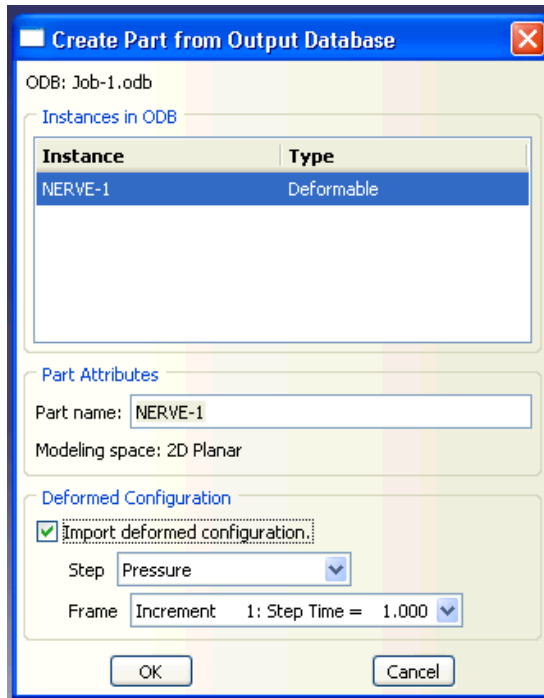 Create Part from Output Database
ODB: Job-1.odb
Instances in ODB
Instance Type
NERVE-1 Deformable
Part Attributes
Part name: NERVE-1
Modeling space: 2D Planar
Deformed Configuration
Import deformed configuration.
Step Pressure
Frame Increment 1: Step Time = 1.000
OK Cancel